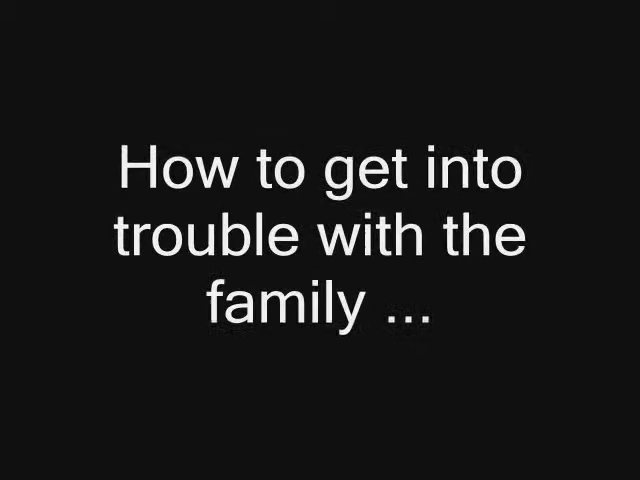 How to get into
trouble with the
family ...